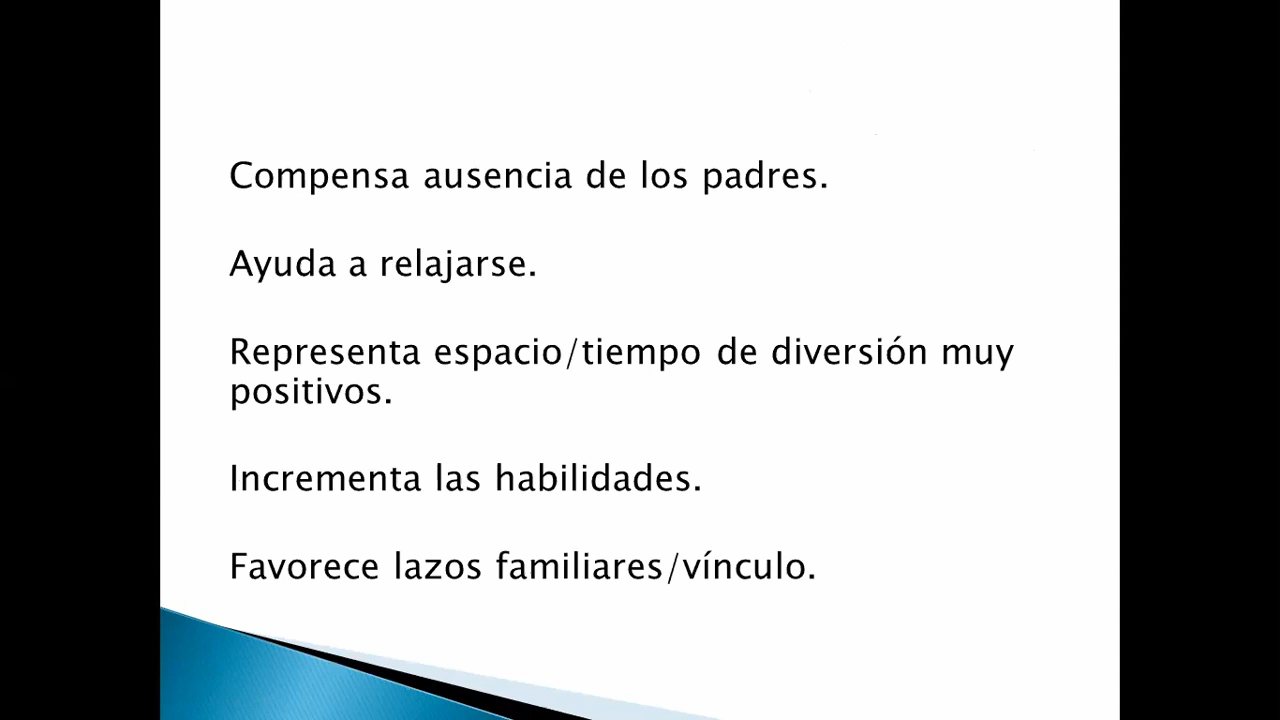 Compensa ausencia de los padres.
Ayuda a relajarse.
Representa espacio/tiempo de diversión muy
positivos.
Incrementa las habilidades.
Favorece lazos familiares/vínculo.